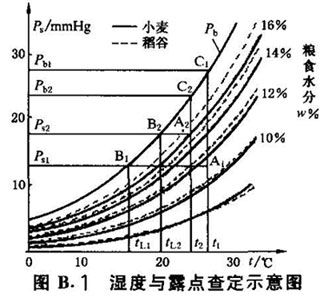 Ps/mmHg
小麦
稻谷
Pb
16%
14%
12%
10%
粮食水分
w%
30
20
10
Pb1
Pb2
Ps2
Ps1
C1
C2
B2
A2
B1
A1
0
10
20
30
t/℃
tL1
tL2
t2
t1
图 B.1 湿度与露点查定示意图